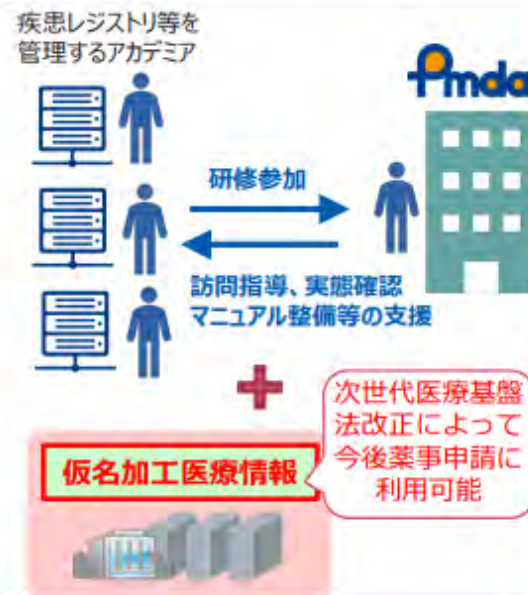 疾患レジストリ等を
管理するアカデミア
Pmda
研修参加
訪問指導、実態確認
マニュアル整備等の支援
次世代医療基盤
法改正によって
今後薬事申請に
利用可能
仮名加工医療情報